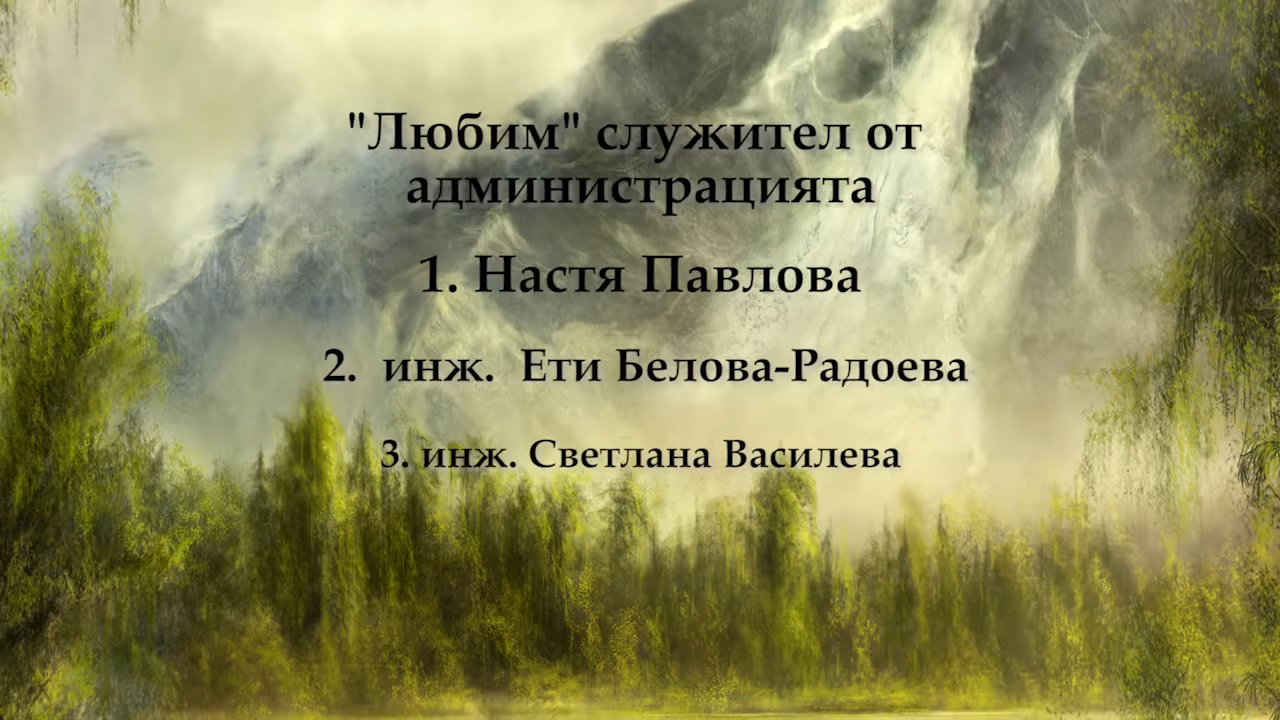 "Любим" служител от
администрацията
1. Настя Павлова
2. инж. Ети Белова-Радоева
3. инж. Светлана Василева